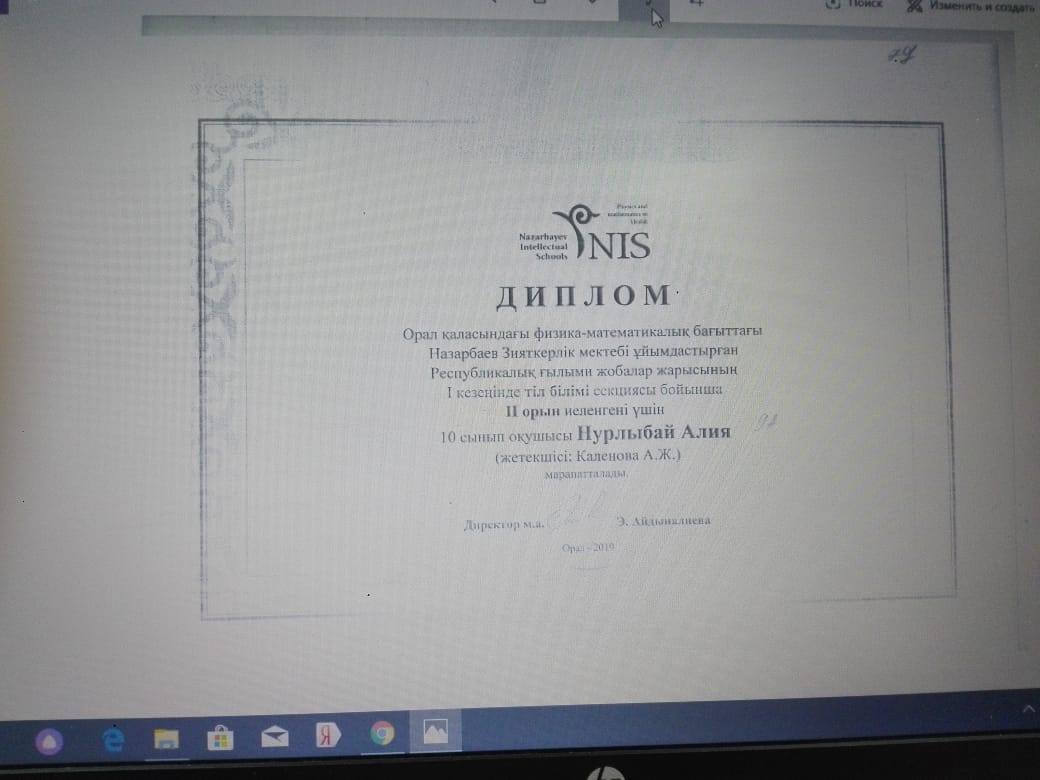 Поиск
Изменить и создать
79
Physics and
mathematics in
Uralsk
Nazarbayev
Intellectual
Schools
NIS
ДИПЛОМ
Орал қаласындағы физика-математикалық бағыттағы
Назарбаев Зияткерлік мектебі ұйымдастырған
Республикалық ғылыми жобалар жарысының
I кезеңінде тіл білімі секциясы бойынша
II орын иеленгені үшін
10 сынып оқушысы Нурлыбай Алия
(жетекшісі: Каленова А.Ж.)
марапатталады.
Директор м.а. Э. Айдыналиева
Орал - 2019
Я
hp